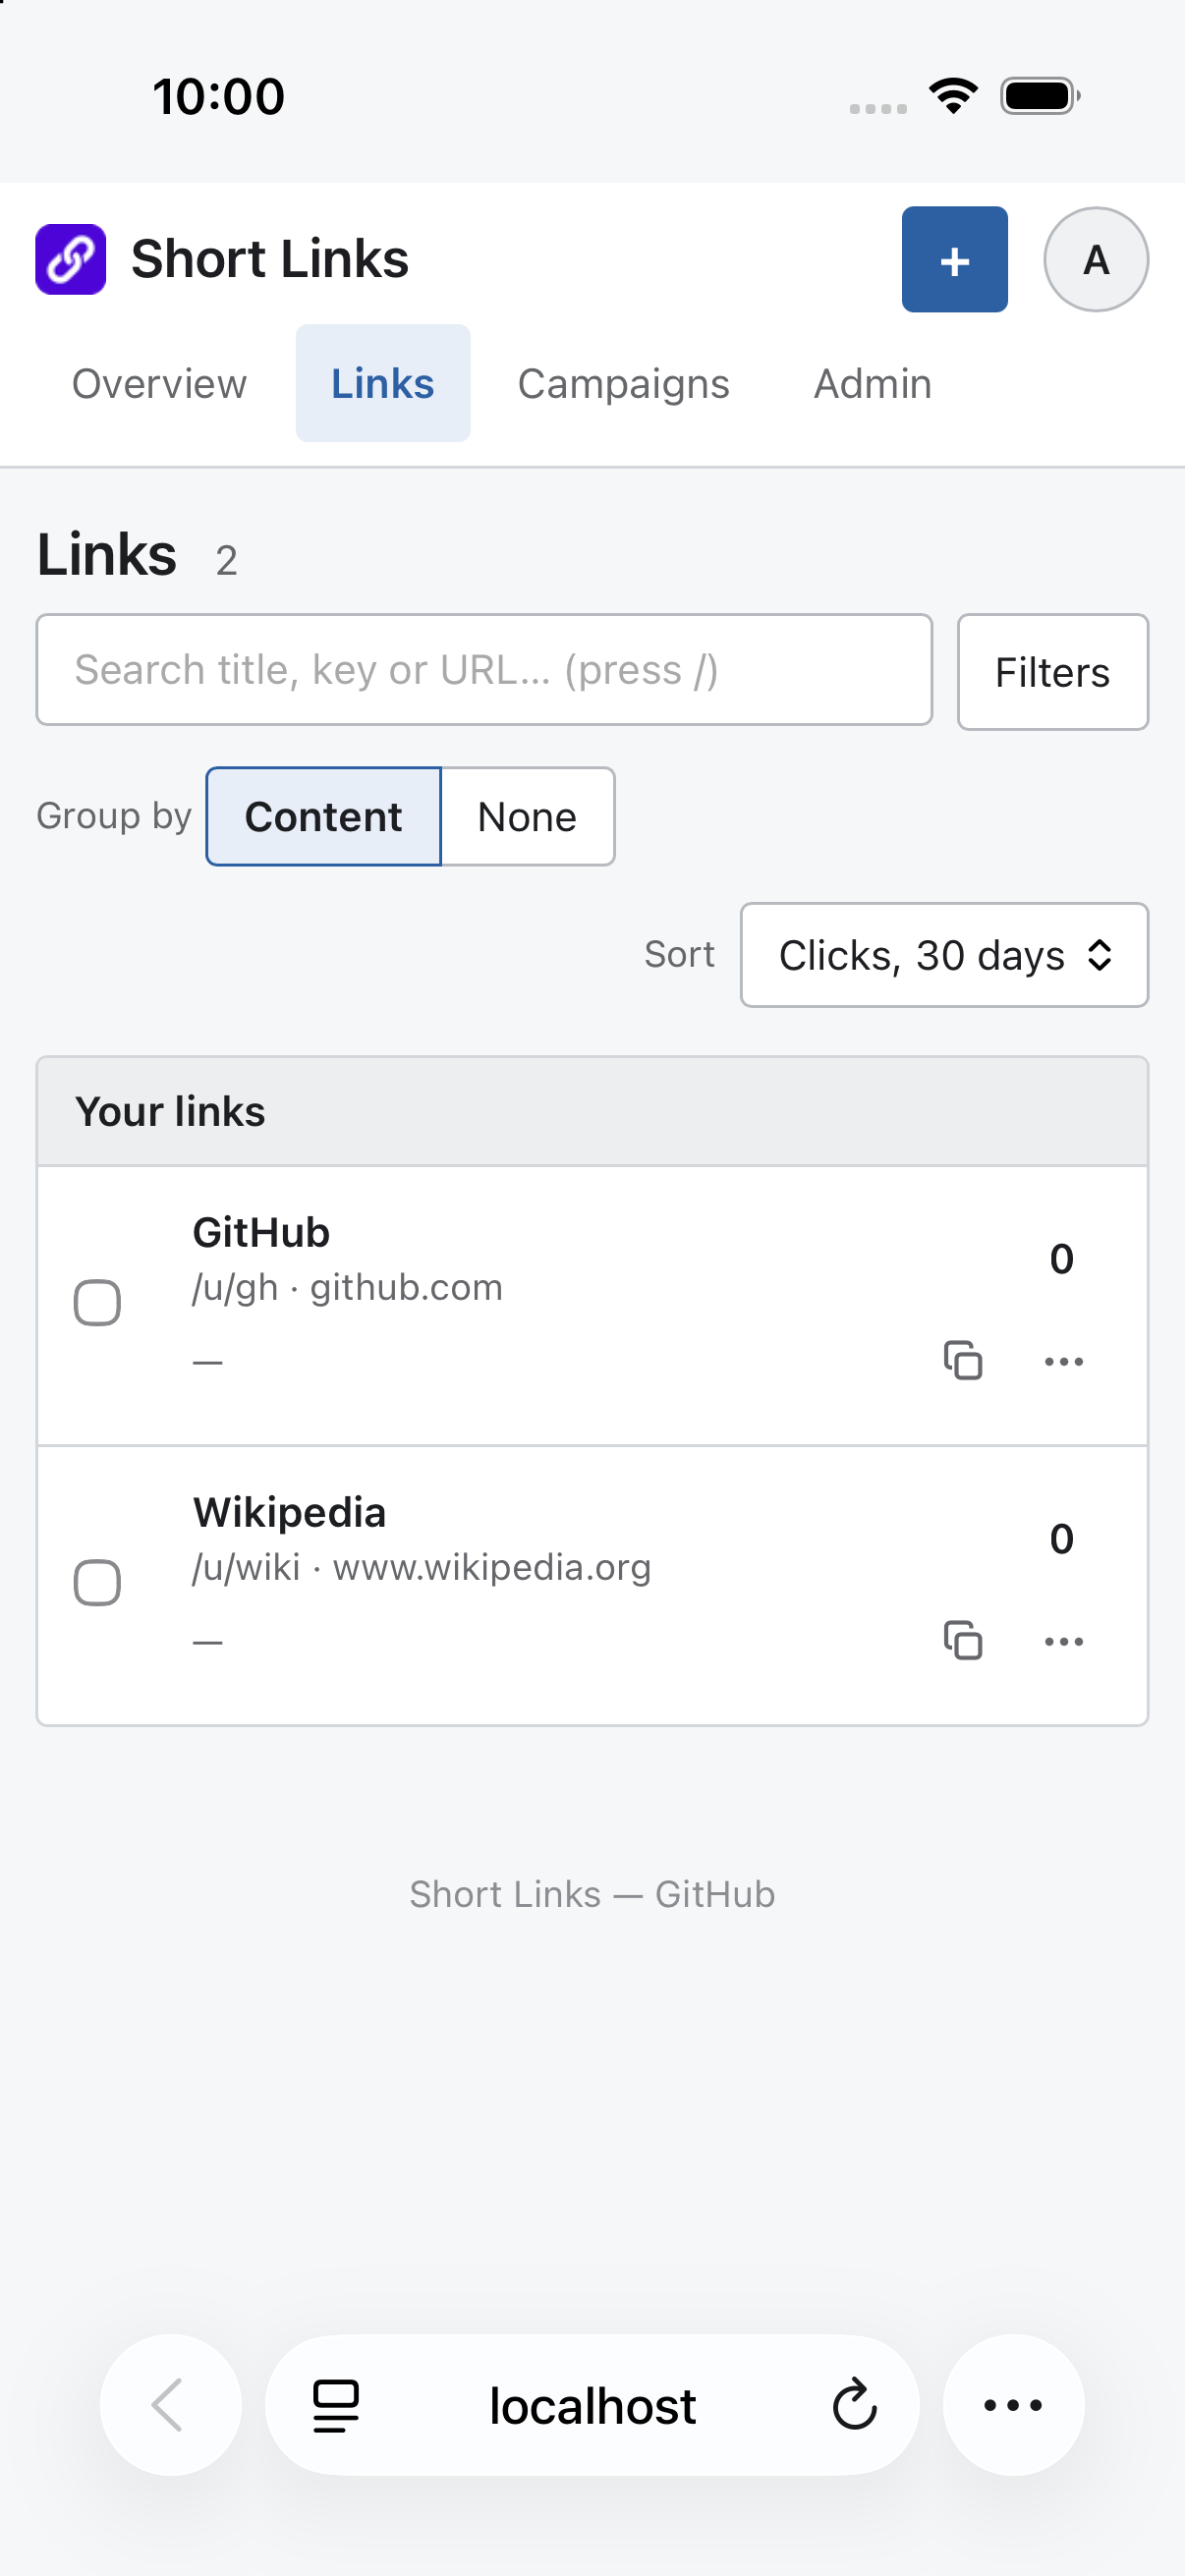 10:00
Short Links
+
A
Overview
Links
Campaigns
Admin
Links 2
Search title, key or URL... (press /)
Filters
Group by
Content
None
Sort
Clicks, 30 days
Your links
GitHub
0
/u/gh · github.com
—
Wikipedia
0
/u/wiki · www.wikipedia.org
—
Short Links — GitHub
localhost